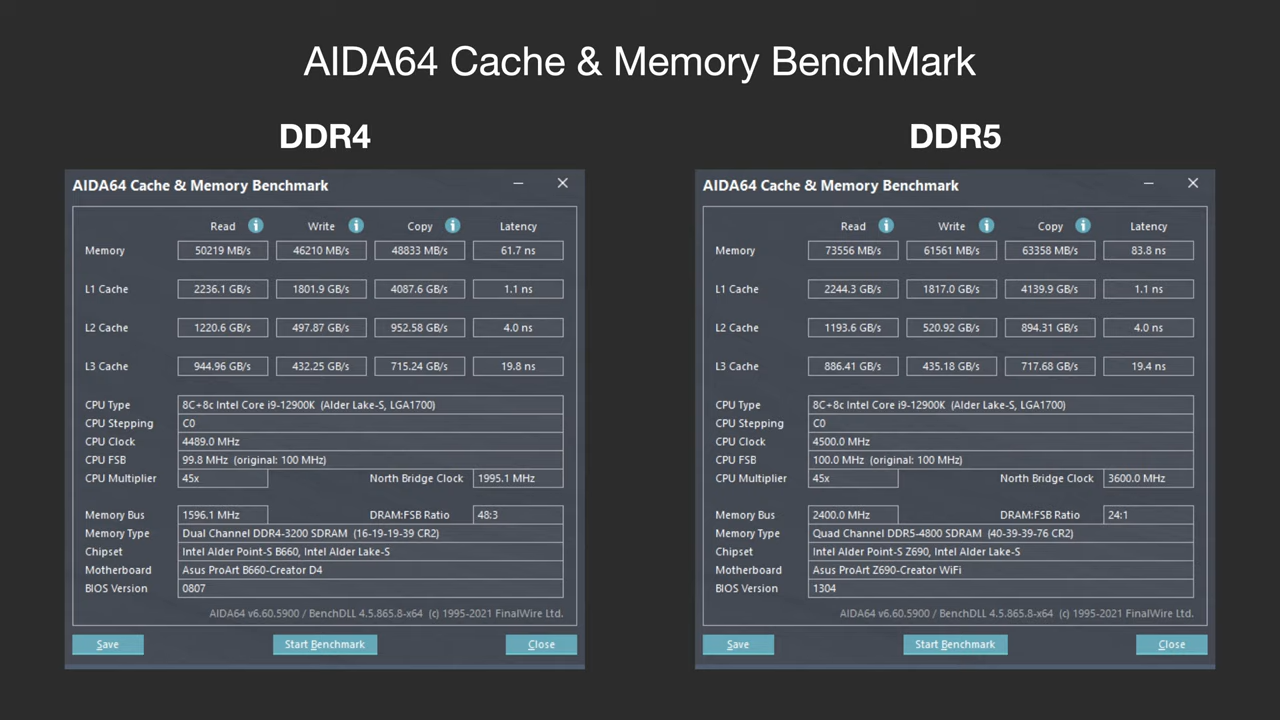 AIDA64 Cache & Memory BenchMark
DDR4
AIDA64 Cache & Memory Benchmark
Read Write Copy Latency
Memory 50219 MB/s 46210 MB/s 48833 MB/s 61.7 ns
L1 Cache 2236.1 GB/s 1801.9 GB/s 4087.6 GB/s 1.1 ns
L2 Cache 1220.6 GB/s 497.87 GB/s 952.58 GB/s 4.0 ns
L3 Cache 944.96 GB/s 432.25 GB/s 715.24 GB/s 19.8 ns
CPU Type 8C+8c Intel Core i9-12900K (Alder Lake-S, LGA1700)
CPU Stepping C0
CPU Clock 4489.0 MHz
CPU FSB 99.8 MHz (original: 100 MHz)
CPU Multiplier 45x North Bridge Clock 1995.1 MHz
Memory Bus 1596.1 MHz DRAM:FSB Ratio 48:3
Memory Type Dual Channel DDR4-3200 SDRAM (16-19-19-39 CR2)
Chipset Intel Alder Point-S B660, Intel Alder Lake-S
Motherboard Asus ProArt B660-Creator D4
BIOS Version 0807
AIDA64 v6.60.5900 / BenchDLL 4.5.865.8-x64 (c) 1995-2021 FinalWire Ltd.
Save Start Benchmark Close
DDR5
AIDA64 Cache & Memory Benchmark
Read Write Copy Latency
Memory 73556 MB/s 61561 MB/s 63358 MB/s 83.8 ns
L1 Cache 2244.3 GB/s 1817.0 GB/s 4139.9 GB/s 1.1 ns
L2 Cache 1193.6 GB/s 520.92 GB/s 894.31 GB/s 4.0 ns
L3 Cache 886.41 GB/s 435.18 GB/s 717.68 GB/s 19.4 ns
CPU Type 8C+8c Intel Core i9-12900K (Alder Lake-S, LGA1700)
CPU Stepping C0
CPU Clock 4500.0 MHz
CPU FSB 100.0 MHz (original: 100 MHz)
CPU Multiplier 45x North Bridge Clock 3600.0 MHz
Memory Bus 2400.0 MHz DRAM:FSB Ratio 24:1
Memory Type Quad Channel DDR5-4800 SDRAM (40-39-39-76 CR2)
Chipset Intel Alder Point-S Z690, Intel Alder Lake-S
Motherboard Asus ProArt Z690-Creator WiFi
BIOS Version 1304
AIDA64 v6.60.5900 / BenchDLL 4.5.865.8-x64 (c) 1995-2021 FinalWire Ltd.
Save Start Benchmark Close